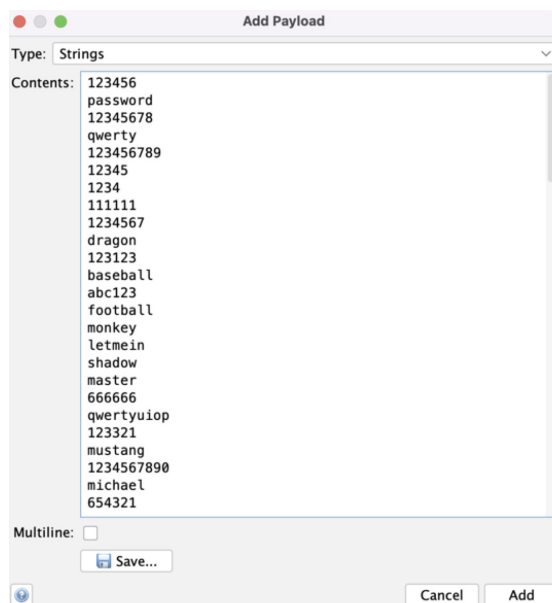 Add Payload
Type: Strings
Contents: 123456
password
12345678
qwerty
123456789
12345
1234
111111
1234567
dragon
123123
baseball
abc123
football
monkey
letmein
shadow
master
666666
qwertyuiop
123321
mustang
1234567890
michael
654321
Multiline:
Save...
? Cancel Add